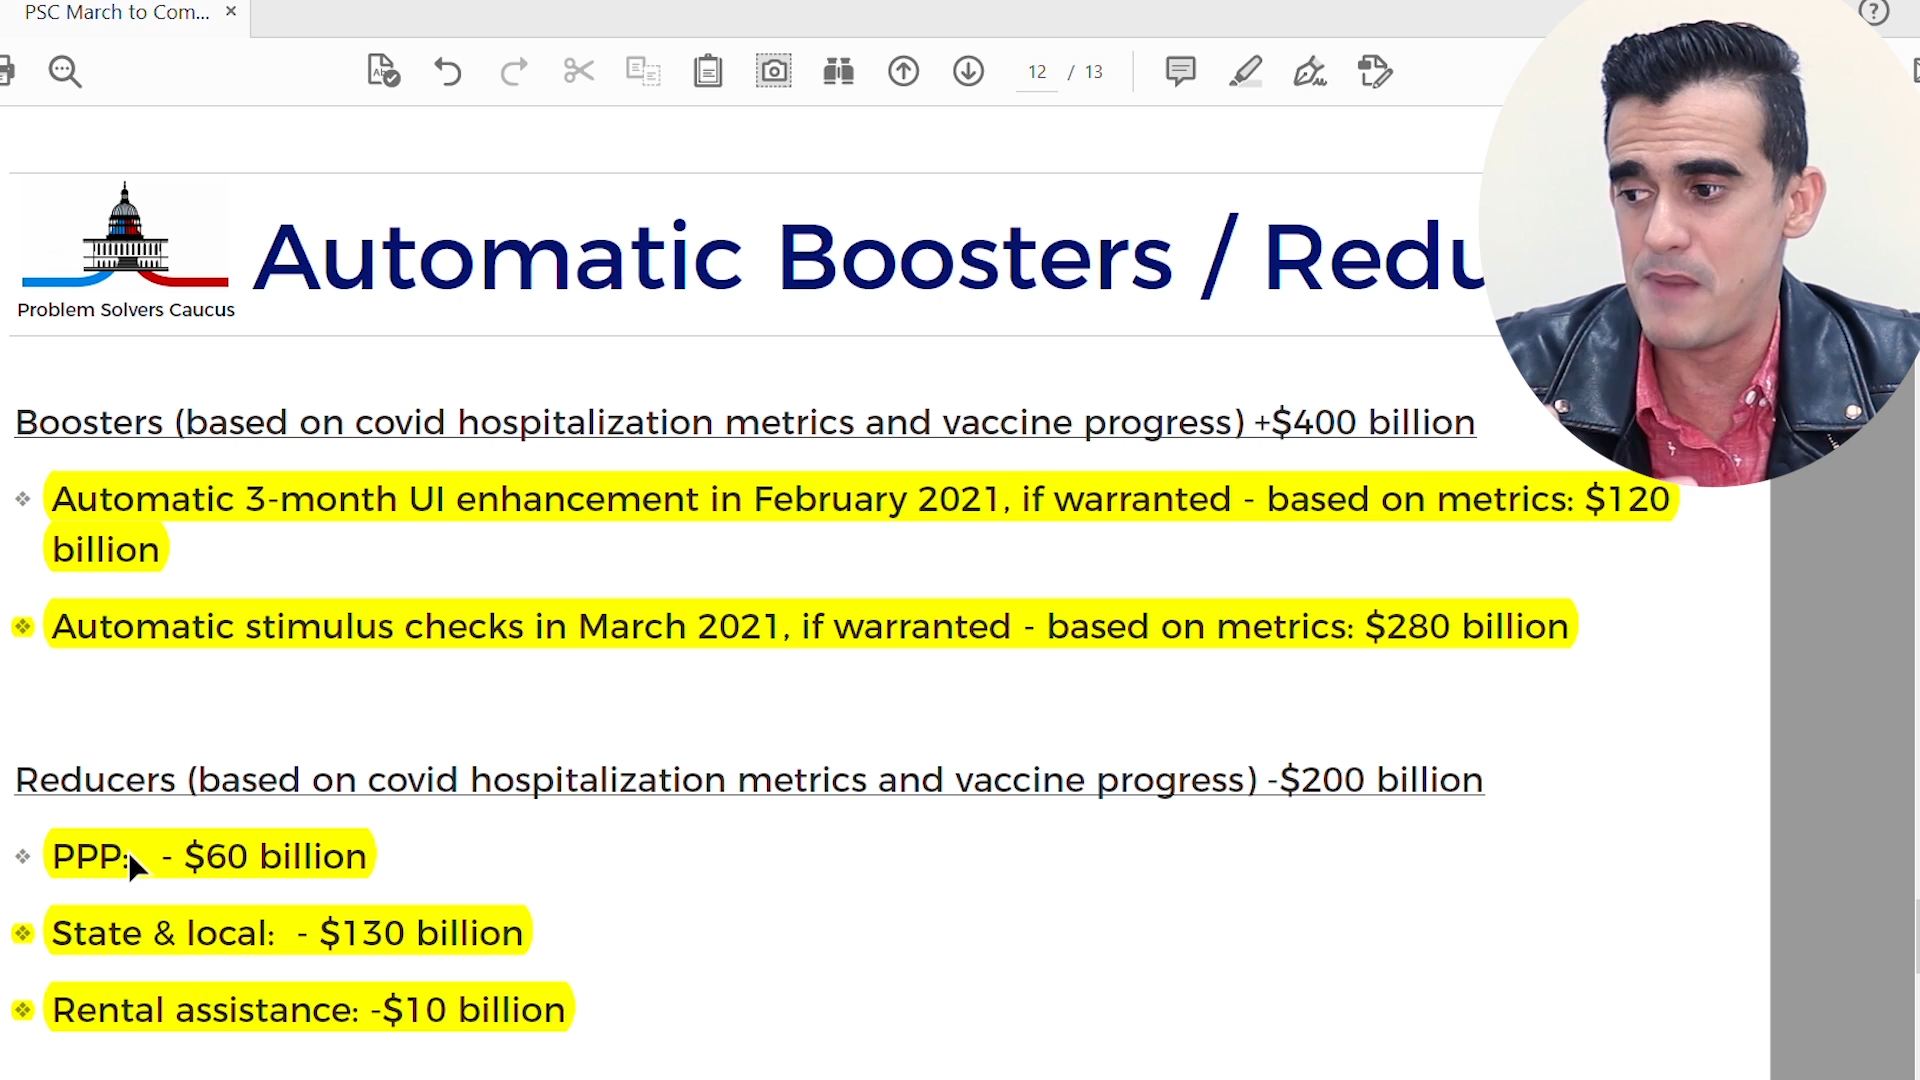 PSC March to Com...
12 / 13
Automatic Boosters / Redu
Problem Solvers Caucus
Boosters (based on covid hospitalization metrics and vaccine progress) +$400 billion
Automatic 3-month UI enhancement in February 2021, if warranted - based on metrics: $120
billion
Automatic stimulus checks in March 2021, if warranted - based on metrics: $280 billion
Reducers (based on covid hospitalization metrics and vaccine progress) -$200 billion
PPP: - $60 billion
State & local: - $130 billion
Rental assistance: -$10 billion